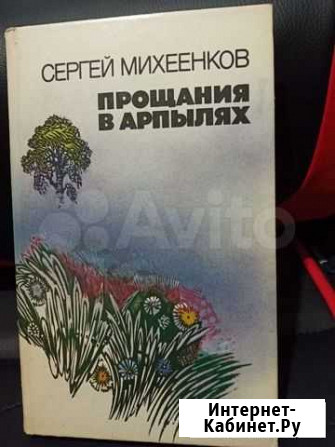 СЕРГЕЙ МИХЕЕНКОВ
ПРОЩАНИЯ
В АРПЫЛЯХ
Avito
Интернет-
Кабинет.Ру